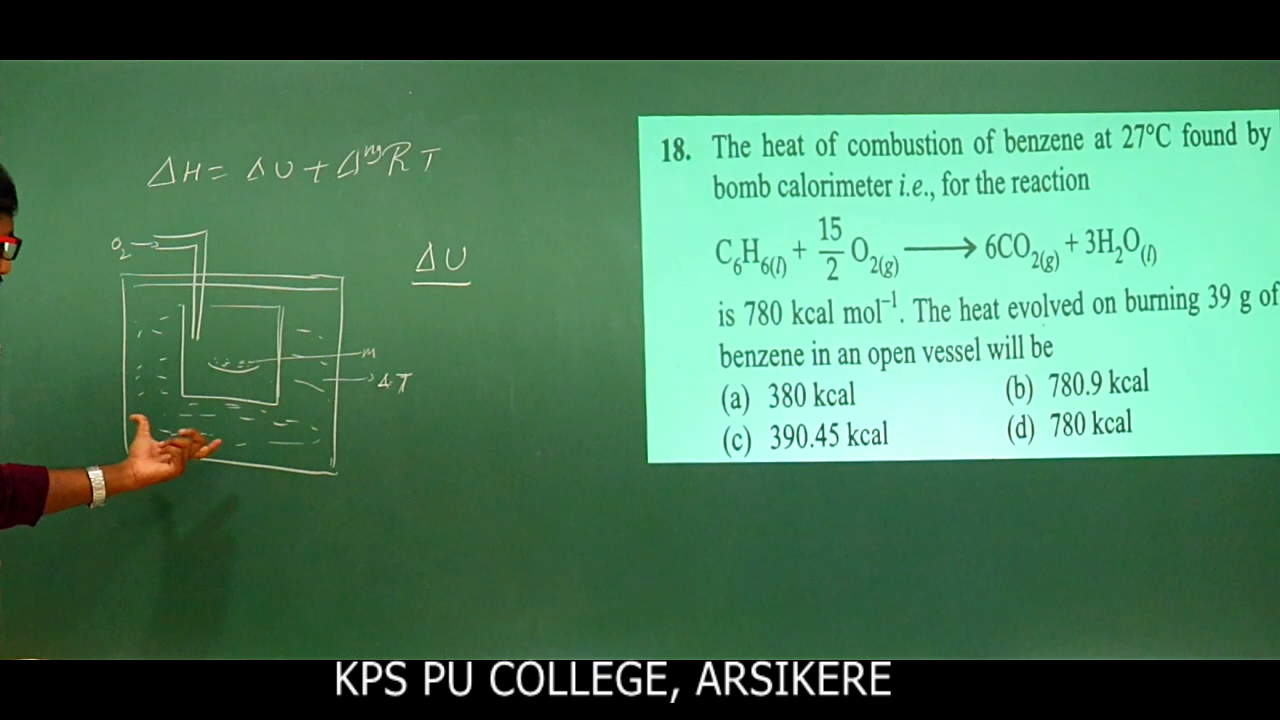 ΔH = ΔU + Δng RT
O₂
ΔU
m
ΔT
18. The heat of combustion of benzene at 27°C found by
bomb calorimeter i.e., for the reaction
C₆H₆(l) + 15/2 O₂(g) ⟶ 6CO₂(g) + 3H₂O(l)
is 780 kcal mol⁻¹. The heat evolved on burning 39 g of
benzene in an open vessel will be
(a) 380 kcal (b) 780.9 kcal
(c) 390.45 kcal (d) 780 kcal
KPS PU COLLEGE, ARSIKERE